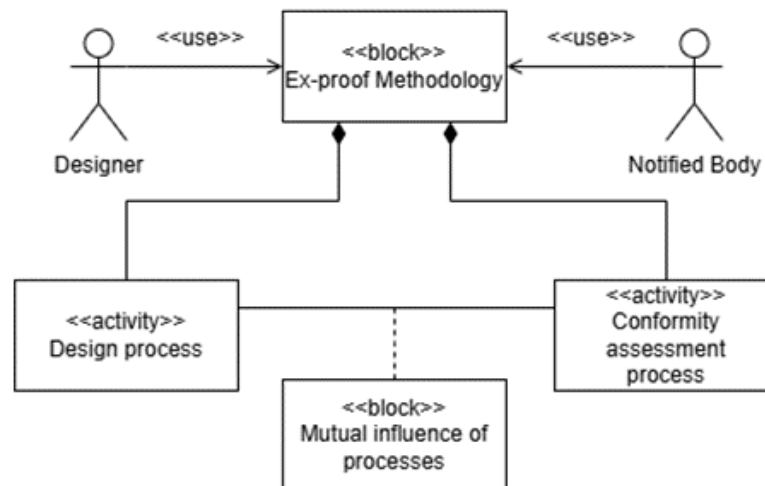 <<use>>
<<block>>
Ex-proof Methodology
<<use>>
Designer
Notified Body
<<activity>>
Design process
<<activity>>
Conformity
assessment
process
<<block>>
Mutual influence of
processes